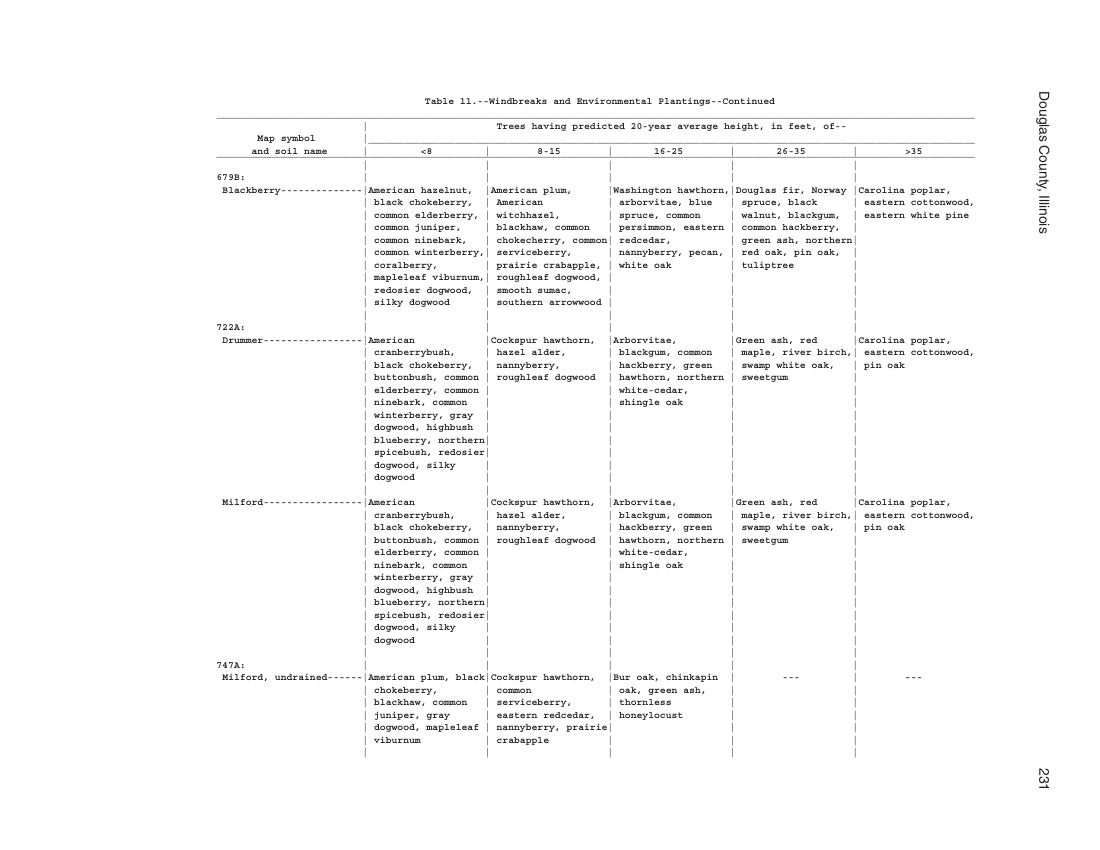 Table 11.--Windbreaks and Environmental Plantings--Continued
Trees having predicted 20-year average height, in feet, of--
Map symbol
and soil name <8 8-15 16-25 26-35 >35
679B:
Blackberry-------------- American hazelnut, American plum, Washington hawthorn, Douglas fir, Norway Carolina poplar,
black chokeberry, American arborvitae, blue spruce, black eastern cottonwood,
common elderberry, witchhazel, spruce, common walnut, blackgum, eastern white pine
common juniper, blackhaw, common persimmon, eastern common hackberry,
common ninebark, chokecherry, common redcedar, green ash, northern
common winterberry, serviceberry, nannyberry, pecan, red oak, pin oak,
coralberry, prairie crabapple, white oak tuliptree
mapleleaf viburnum, roughleaf dogwood,
redosier dogwood, smooth sumac,
silky dogwood southern arrowwood
722A:
Drummer----------------- American Cockspur hawthorn, Arborvitae, Green ash, red Carolina poplar,
cranberrybush, hazel alder, blackgum, common maple, river birch, eastern cottonwood,
black chokeberry, nannyberry, hackberry, green swamp white oak, pin oak
buttonbush, common roughleaf dogwood hawthorn, northern sweetgum
elderberry, common white-cedar,
ninebark, common shingle oak
winterberry, gray
dogwood, highbush
blueberry, northern
spicebush, redosier
dogwood, silky
dogwood
Milford----------------- American Cockspur hawthorn, Arborvitae, Green ash, red Carolina poplar,
cranberrybush, hazel alder, blackgum, common maple, river birch, eastern cottonwood,
black chokeberry, nannyberry, hackberry, green swamp white oak, pin oak
buttonbush, common roughleaf dogwood hawthorn, northern sweetgum
elderberry, common white-cedar,
ninebark, common shingle oak
winterberry, gray
dogwood, highbush
blueberry, northern
spicebush, redosier
dogwood, silky
dogwood
747A:
Milford, undrained------ American plum, black Cockspur hawthorn, Bur oak, chinkapin --- ---
chokeberry, common oak, green ash,
blackhaw, common serviceberry, thornless
juniper, gray eastern redcedar, honeylocust
dogwood, mapleleaf nannyberry, prairie
viburnum crabapple
Douglas County, Illinois
231